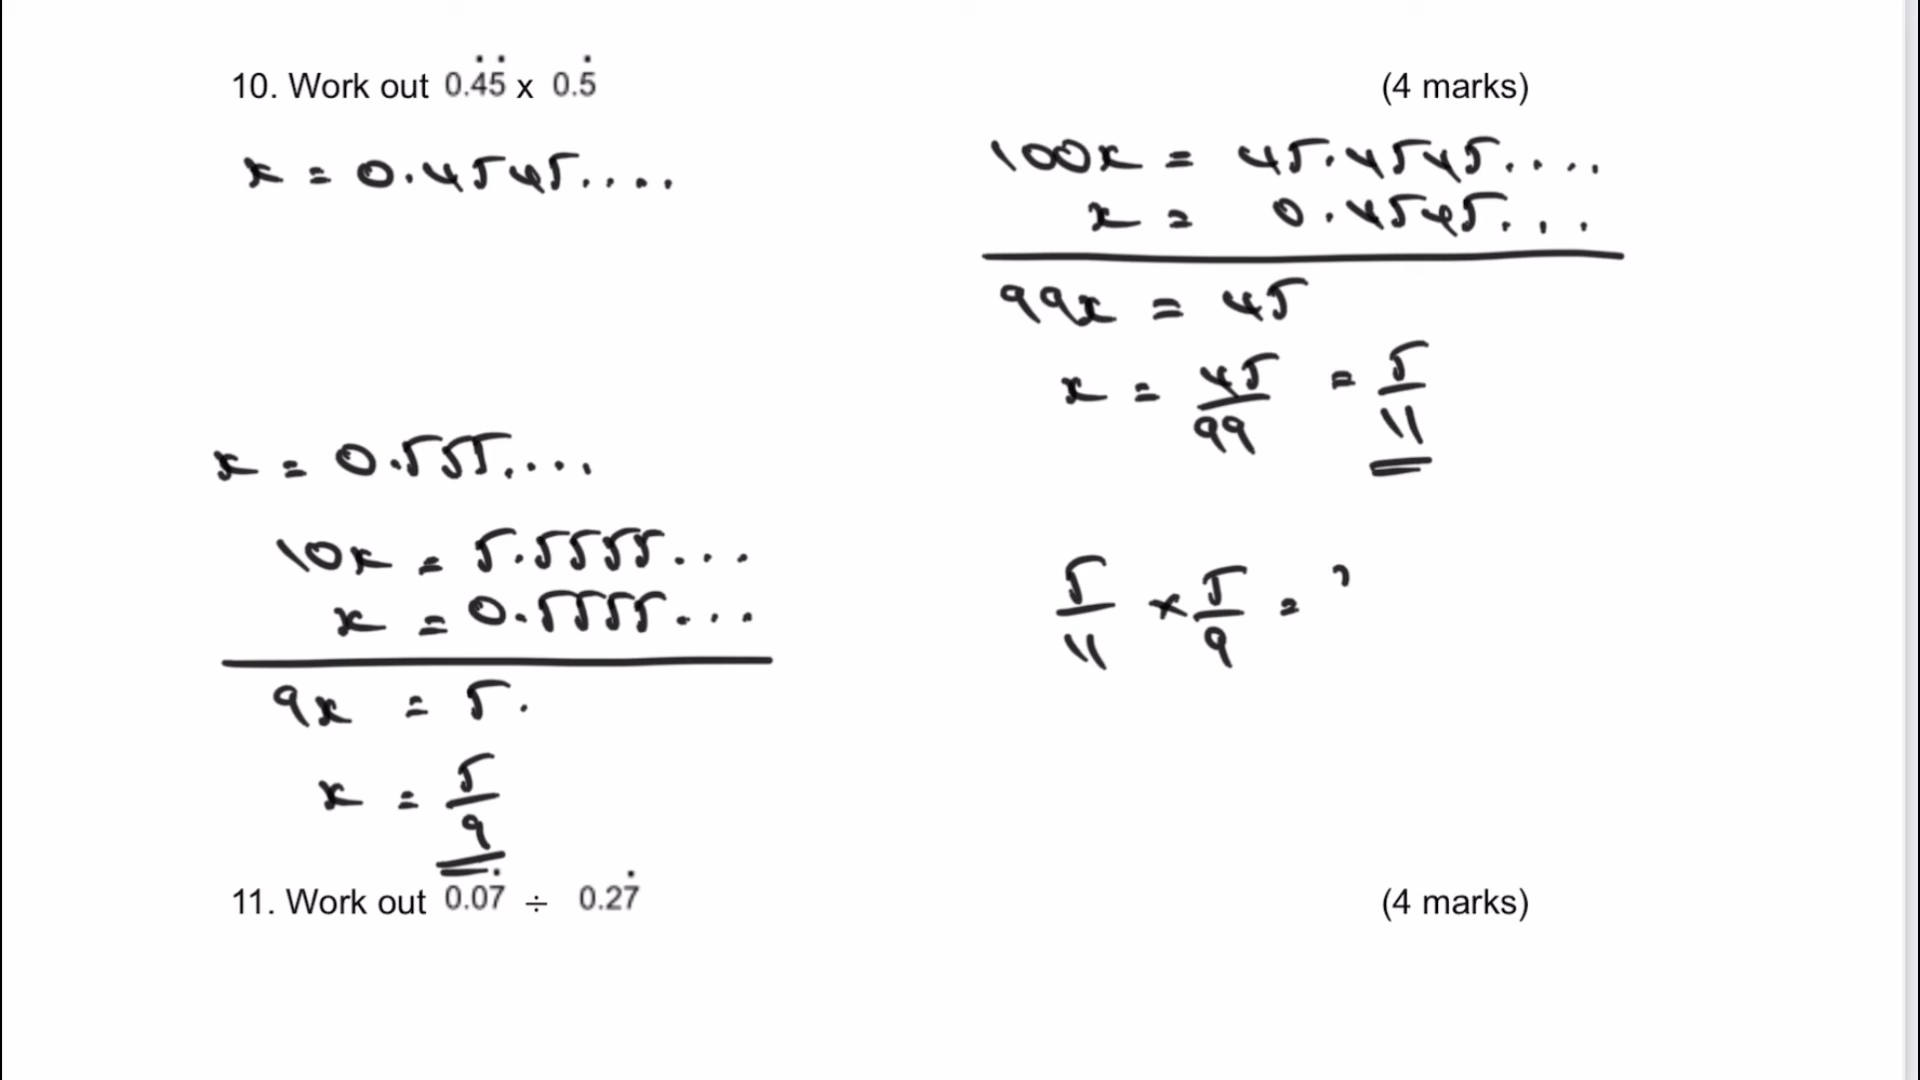 10. Work out 0.4̇5̇ x 0.5̇ (4 marks)
x = 0.4545....
100x = 45.4545....
x = 0.4545...
99x = 45
x = 45/99 = 5/11
x = 0.555....
10x = 5.5555...
x = 0.5555...
9x = 5.
x = 5/9
5/11 × 5/9 =
11. Work out 0.07̇ ÷ 0.27̇ (4 marks)